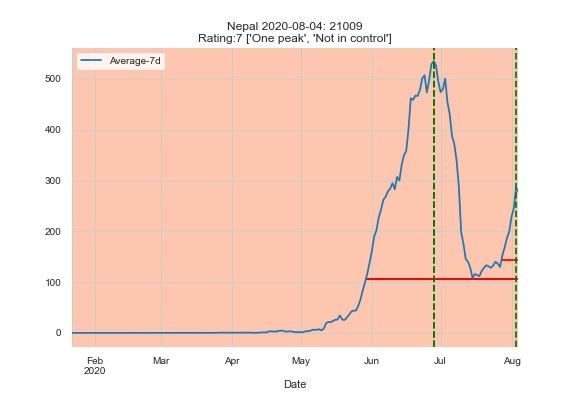 Nepal 2020-08-04: 21009
Rating:7 ['One peak', 'Not in control']
Average-7d
500
400
300
200
100
0
Feb Mar Apr May Jun Jul Aug
2020
Date